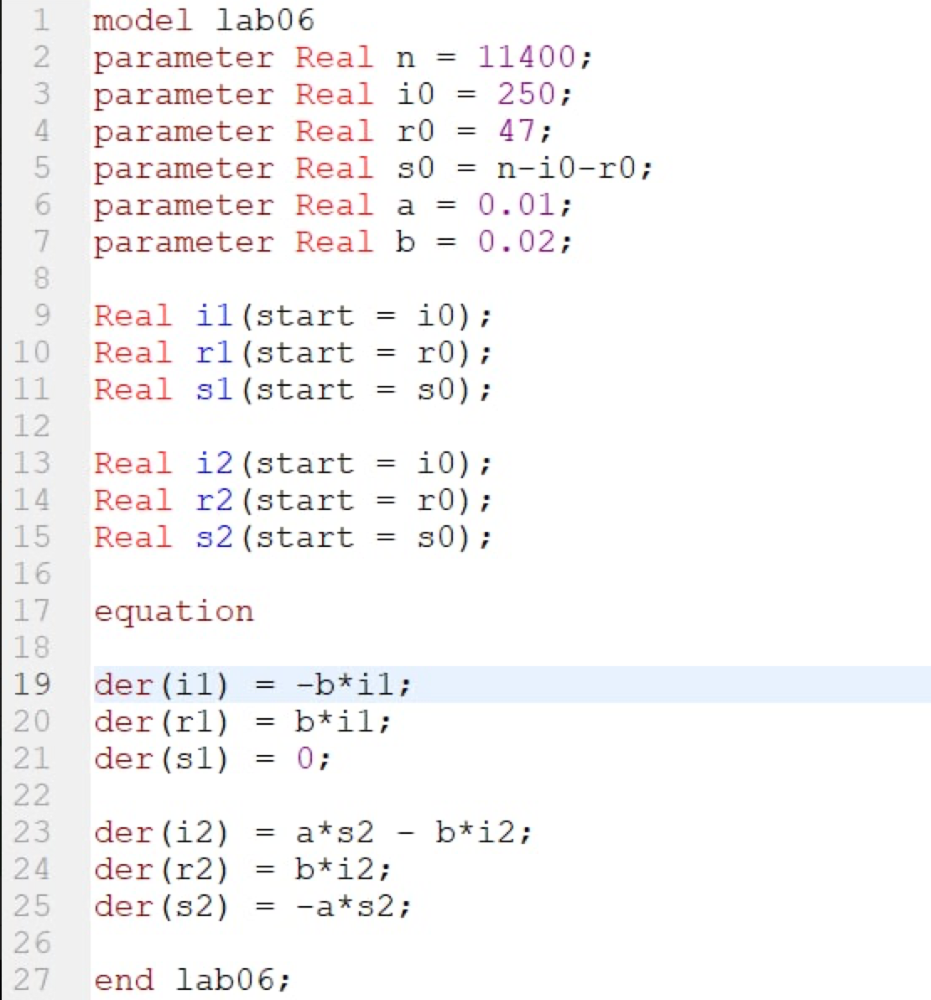 1 model lab06
2 parameter Real n = 11400;
3 parameter Real i0 = 250;
4 parameter Real r0 = 47;
5 parameter Real s0 = n-i0-r0;
6 parameter Real a = 0.01;
7 parameter Real b = 0.02;
8
9 Real i1(start = i0);
10 Real r1(start = r0);
11 Real s1(start = s0);
12
13 Real i2(start = i0);
14 Real r2(start = r0);
15 Real s2(start = s0);
16
17 equation
18
19 der(i1) = -b*i1;
20 der(r1) = b*i1;
21 der(s1) = 0;
22
23 der(i2) = a*s2 - b*i2;
24 der(r2) = b*i2;
25 der(s2) = -a*s2;
26
27 end lab06;